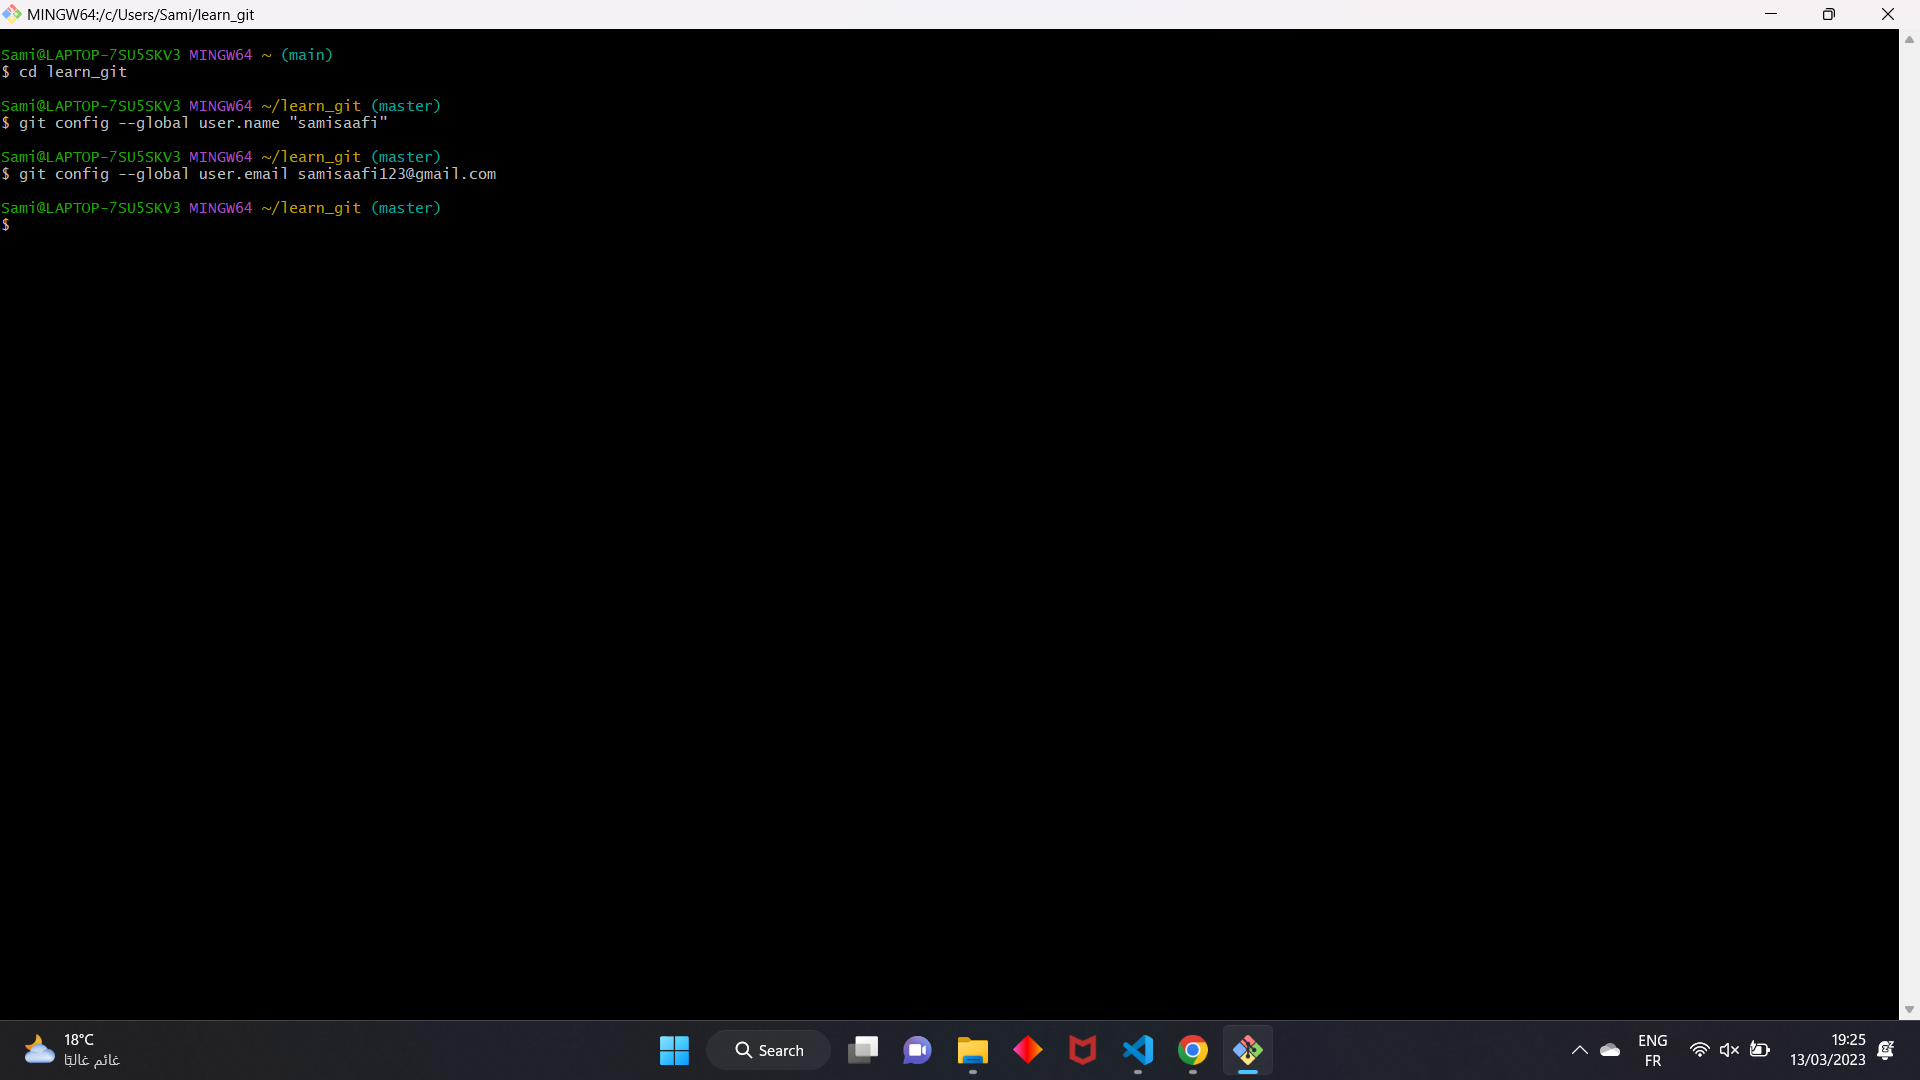 MINGW64:/c/Users/Sami/learn_git
Sami@LAPTOP-7SU5SKV3 MINGW64 ~ (main)
$ cd learn_git
Sami@LAPTOP-7SU5SKV3 MINGW64 ~/learn_git (master)
$ git config --global user.name "samisaafi"
Sami@LAPTOP-7SU5SKV3 MINGW64 ~/learn_git (master)
$ git config --global user.email samisaafi123@gmail.com
Sami@LAPTOP-7SU5SKV3 MINGW64 ~/learn_git (master)
$
18°C
غائم غالبًا
Search
ENG
FR
19:25
13/03/2023